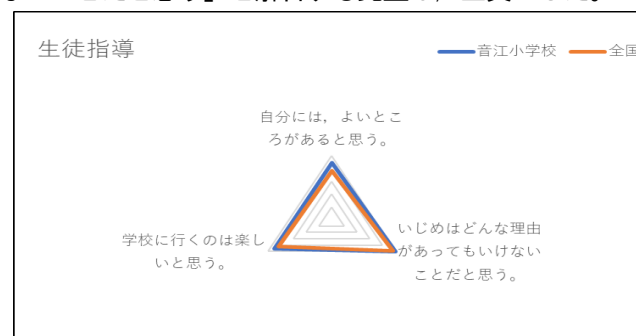 生徒指導
音江小学校 全国
自分には，よいとこ
ろがあると思う。
いじめはどんな理由
があってもいけない
ことだと思う。
学校に行くのは楽し
いと思う。